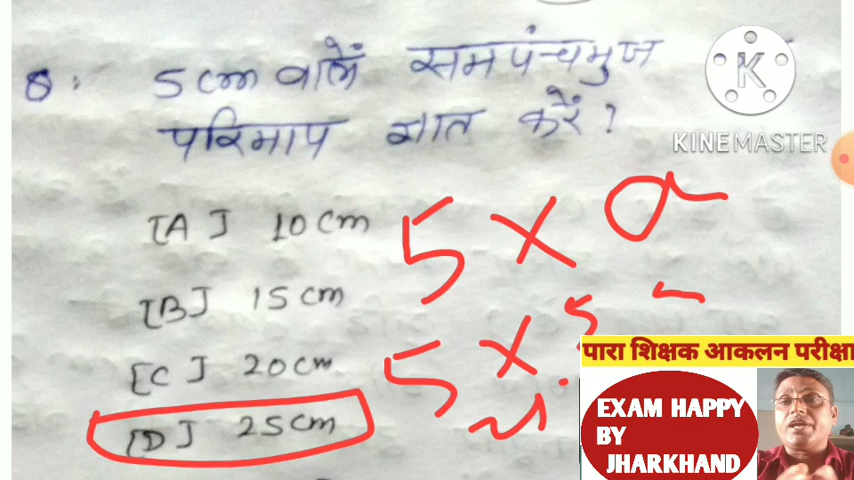 8. 5cm वाले समपंचभुज
परिमाप ज्ञात करें?
[A] 10cm
[B] 15cm
[C] 20cm
[D] 25cm
5 x a
5 x 5 =
KINEMASTER
पारा शिक्षक आकलन परीक्षा
EXAM HAPPY
BY
JHARKHAND